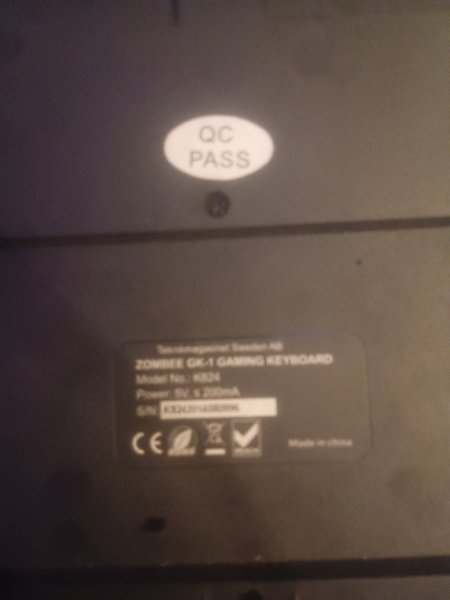 QC
PASS
Teknikmagasinet Sweden AB
ZOMBEE GK-1 GAMING KEYBOARD
Model No.: K824
Power: 5V, ≤ 200mA
S/N:
CE
Made in china